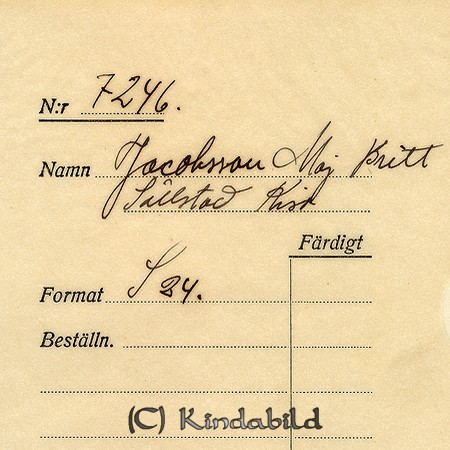 N:r 7246.
Namn Jacobsson Maj Britt
Sällstad Kisa
Färdigt
Format S 24.
Beställn.
(C) Kindabild